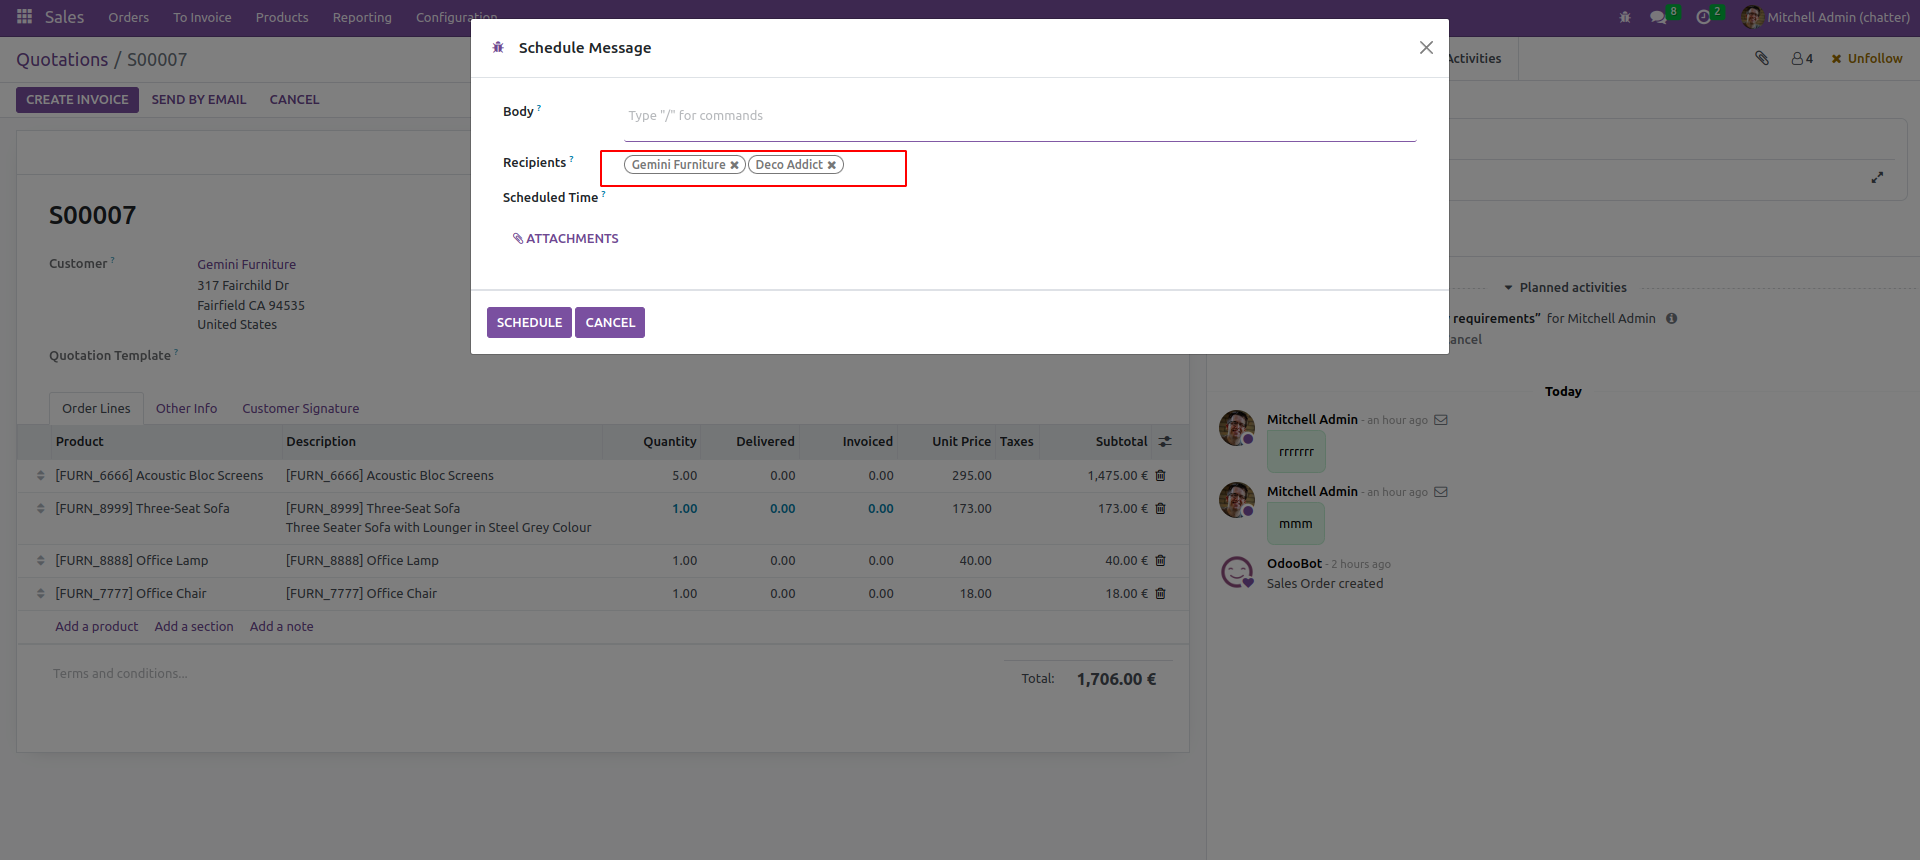 Sales Orders To Invoice Products Reporting Configuration 8 2 Mitchell Admin (chatter)
Quotations / S00007
Activities 4 Unfollow
CREATE INVOICE SEND BY EMAIL CANCEL
Schedule Message
Body ?
Type "/" for commands
Recipients ?
Gemini Furniture ✖ Deco Addict ✖
Scheduled Time ?
ATTACHMENTS
SCHEDULE CANCEL
S00007
Customer ?
Gemini Furniture
317 Fairchild Dr
Fairfield CA 94535
United States
Quotation Template ?
Order Lines Other Info Customer Signature
Product Description Quantity Delivered Invoiced Unit Price Taxes Subtotal
[FURN_6666] Acoustic Bloc Screens [FURN_6666] Acoustic Bloc Screens 5.00 0.00 0.00 295.00 1,475.00 €
[FURN_8999] Three-Seat Sofa [FURN_8999] Three-Seat Sofa 1.00 0.00 0.00 173.00 173.00 €
Three Seater Sofa with Lounger in Steel Grey Colour
[FURN_8888] Office Lamp [FURN_8888] Office Lamp 1.00 0.00 0.00 40.00 40.00 €
[FURN_7777] Office Chair [FURN_7777] Office Chair 1.00 0.00 0.00 18.00 18.00 €
Add a product Add a section Add a note
Terms and conditions...
Total: 1,706.00 €
Planned activities
requirements” for Mitchell Admin
ancel
Today
Mitchell Admin - an hour ago
rrrrrrr
Mitchell Admin - an hour ago
mmm
OdooBot - 2 hours ago
Sales Order created